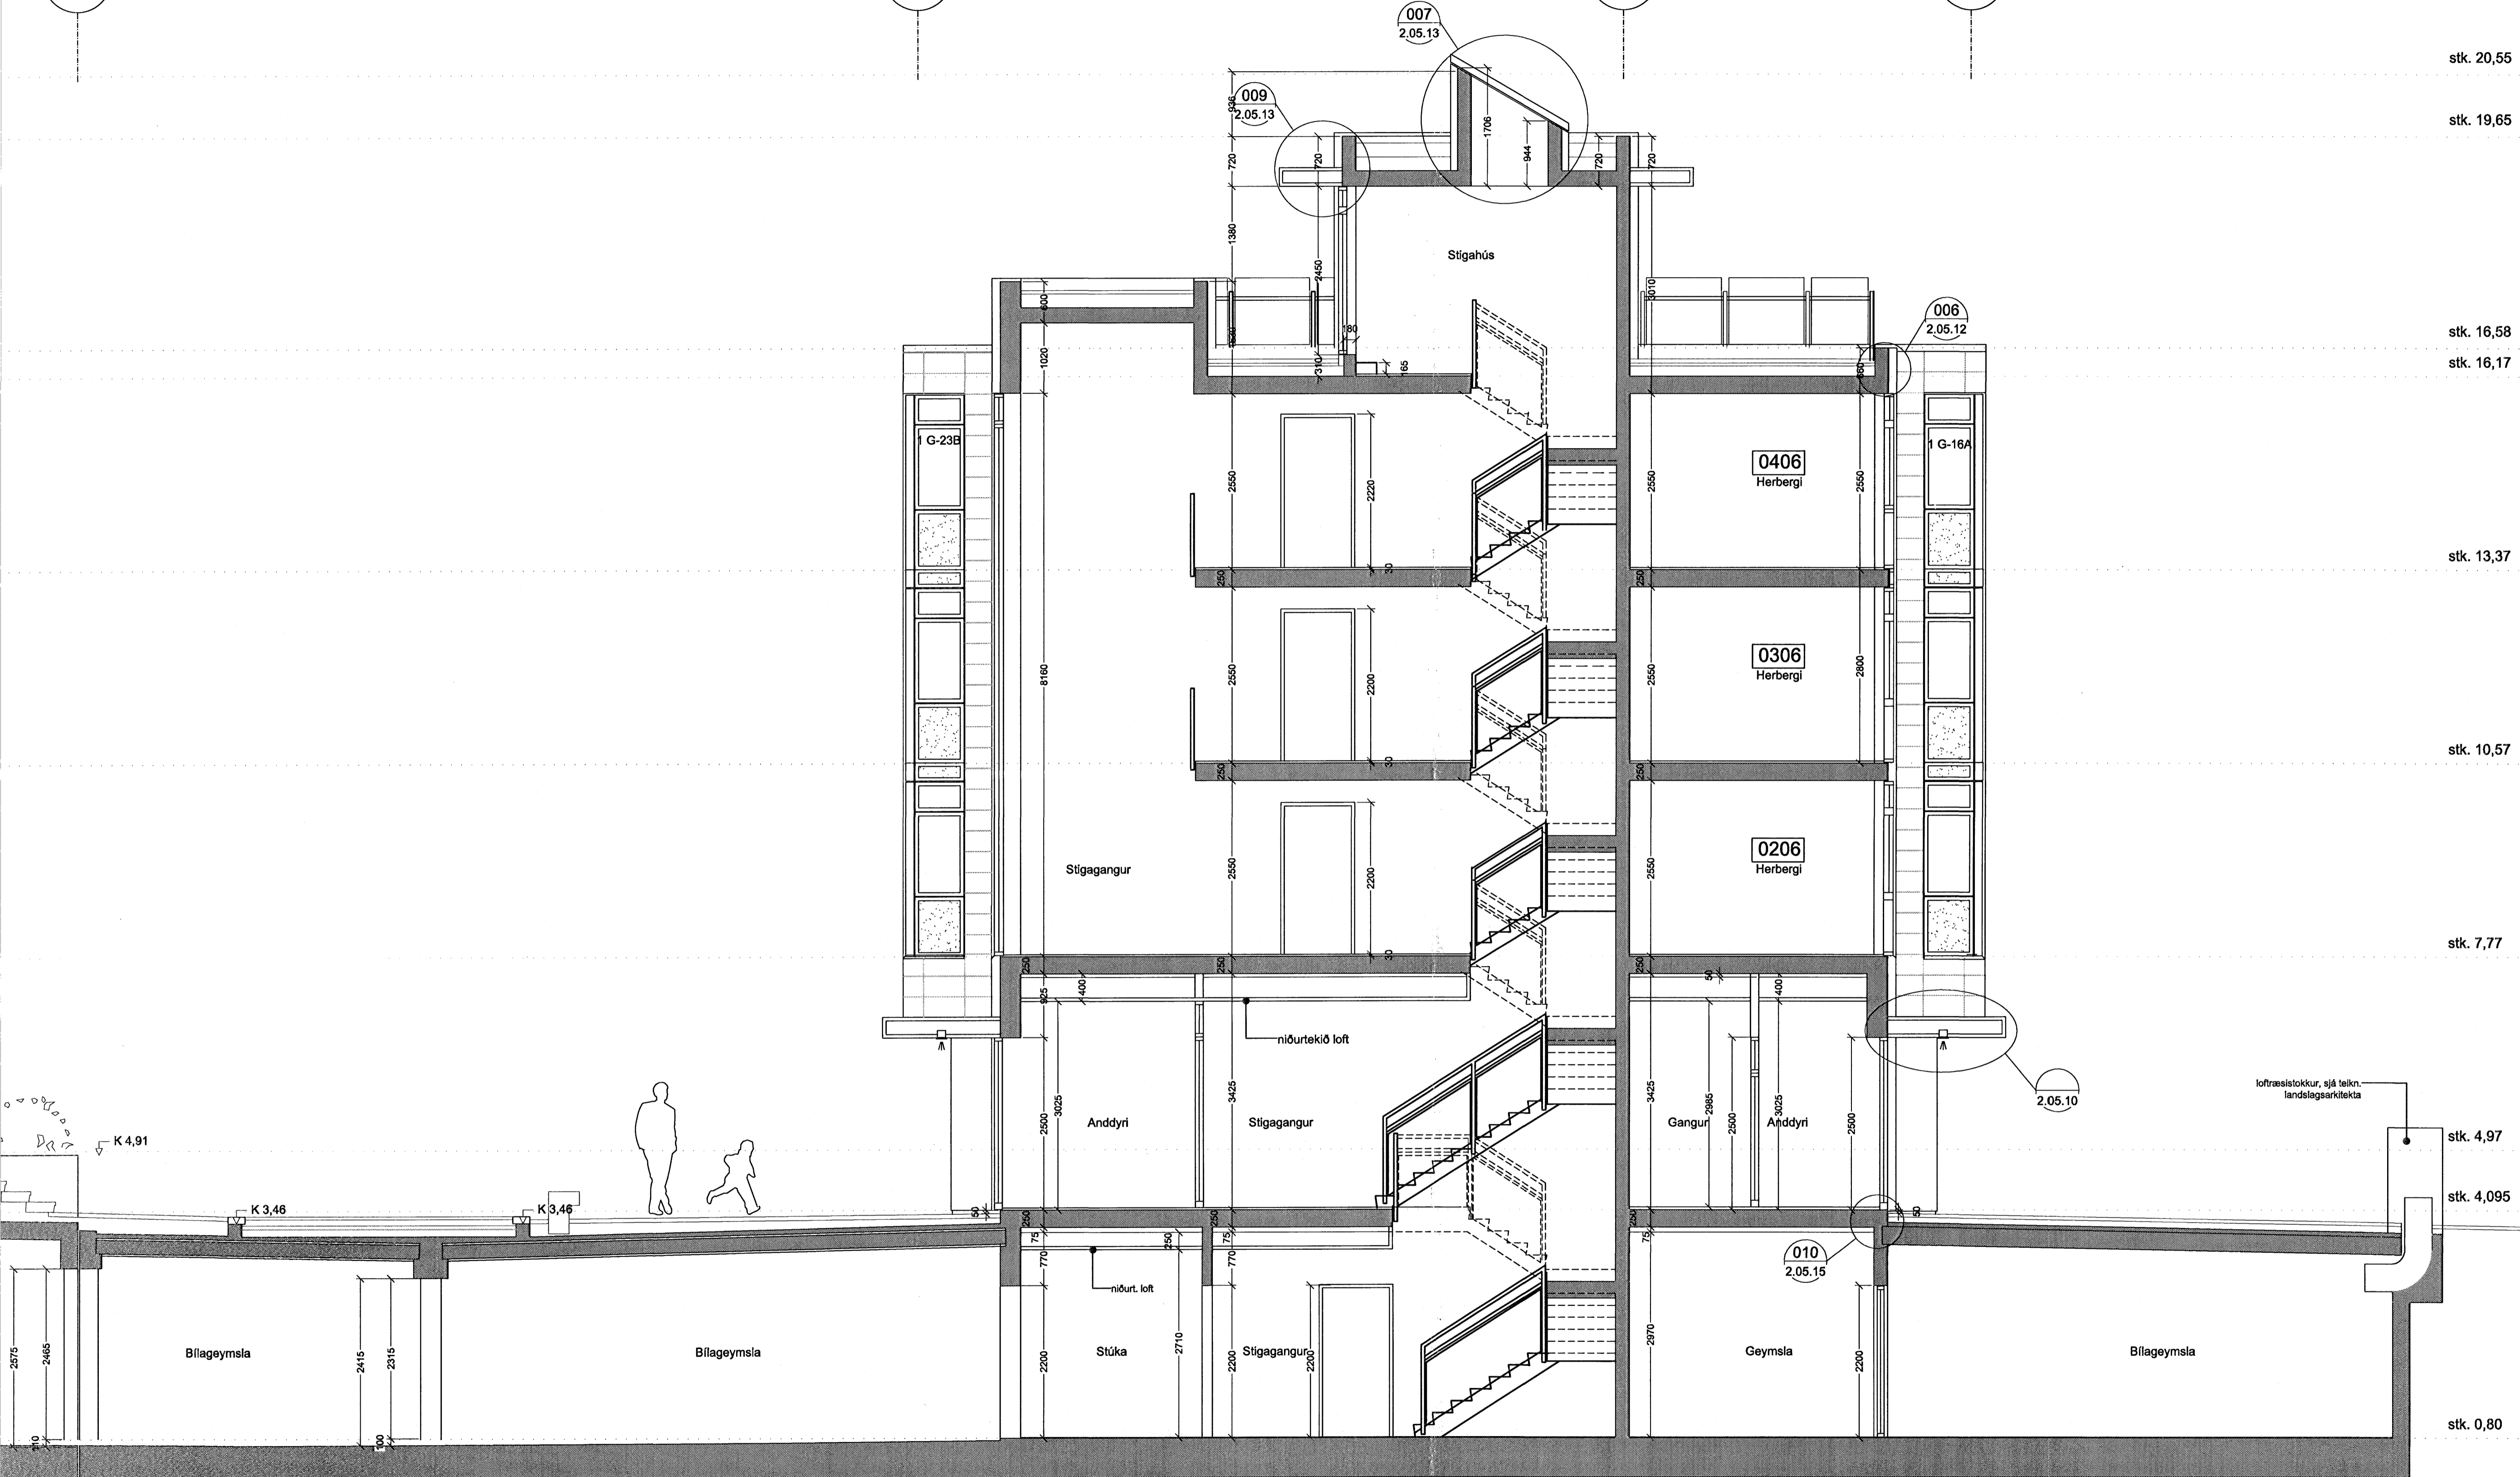 007
2.05.13
stk. 20,55
009
2.05.13
936
1706
944
stk. 19,65
720
720
720
720
1380
2450
Stigahús
3010
600
180
310
165
1020
006
2.05.12
stk. 16,58
stk. 16,17
660
1 G-23B
1 G-16A
0406
Herbergi
2550
2220
2550
2550
250
30
250
stk. 13,37
8160
0306
Herbergi
2550
2200
2550
2800
250
30
250
stk. 10,57
0206
Herbergi
Stigagangur
2550
2200
2550
250
250
30
250
stk. 7,77
925
400
50
400
niðurtekið loft
2500
3025
Anddyri
3425
Stigagangur
3425
Gangur
2985
2500
3025
Anddyri
2500
2.05.10
loftræsistokkur, sjá teikn.
landslagsarkitekta
K 4,91
stk. 4,97
K 3,46
K 3,46
stk. 4,095
50
250
250
250
50
75
250
75
75
770
770
010
2.05.15
niðurt. loft
2575
2465
110
Bílageymsla
2415
2315
100
Bílageymsla
2200
Stúka
2710
2200
Stigagangur
2200
2970
Geymsla
2200
Bílageymsla
stk. 0,80